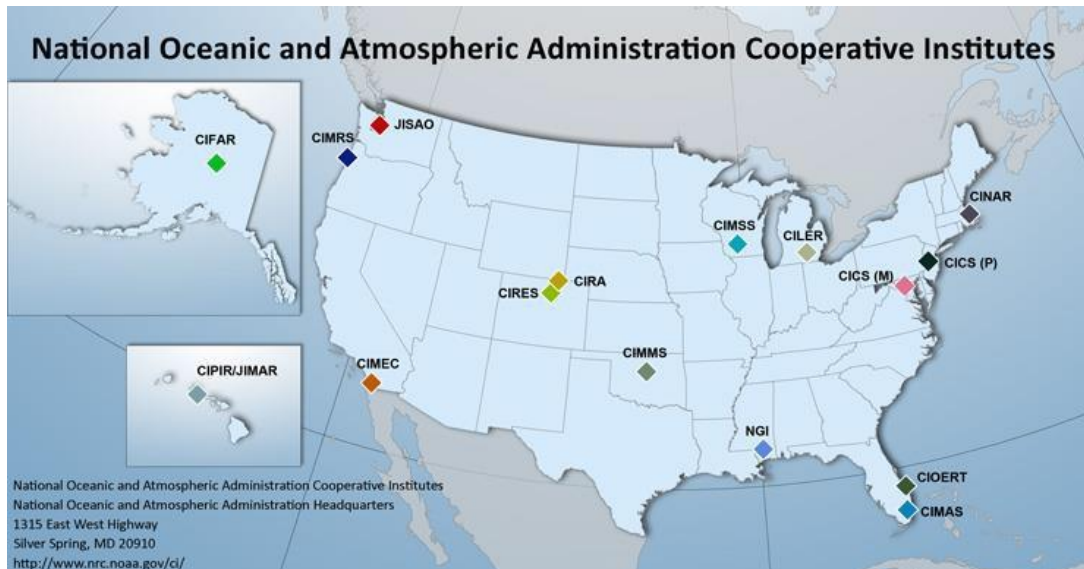 National Oceanic and Atmospheric Administration Cooperative Institutes
CIFAR
CIMRS
JISAO
CINAR
CIMSS
CILER
CICS (P)
CICS (M)
CIRA
CIRES
CIMMS
CIMEC
CIPIR/JIMAR
NGI
CIOERT
CIMAS
National Oceanic and Atmospheric Administration Cooperative Institutes
National Oceanic and Atmospheric Administration Headquarters
1315 East West Highway
Silver Spring, MD 20910
http://www.nrc.noaa.gov/ci/